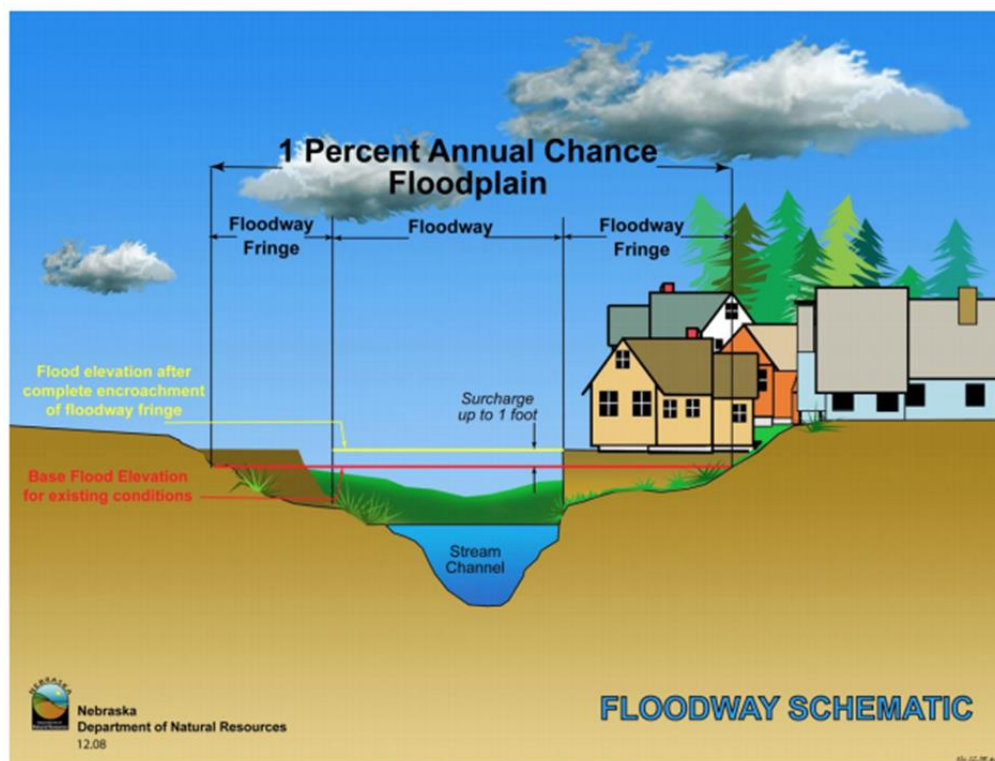 1 Percent Annual Chance
Floodplain
Floodway
Fringe
Floodway
Floodway
Fringe
Flood elevation after
complete encroachment
of floodway fringe
Surcharge
up to 1 foot
Base Flood Elevation
for existing conditions
Stream
Channel
NEBRASKA
Nebraska
Department of Natural Resources
12.08
FLOODWAY SCHEMATIC